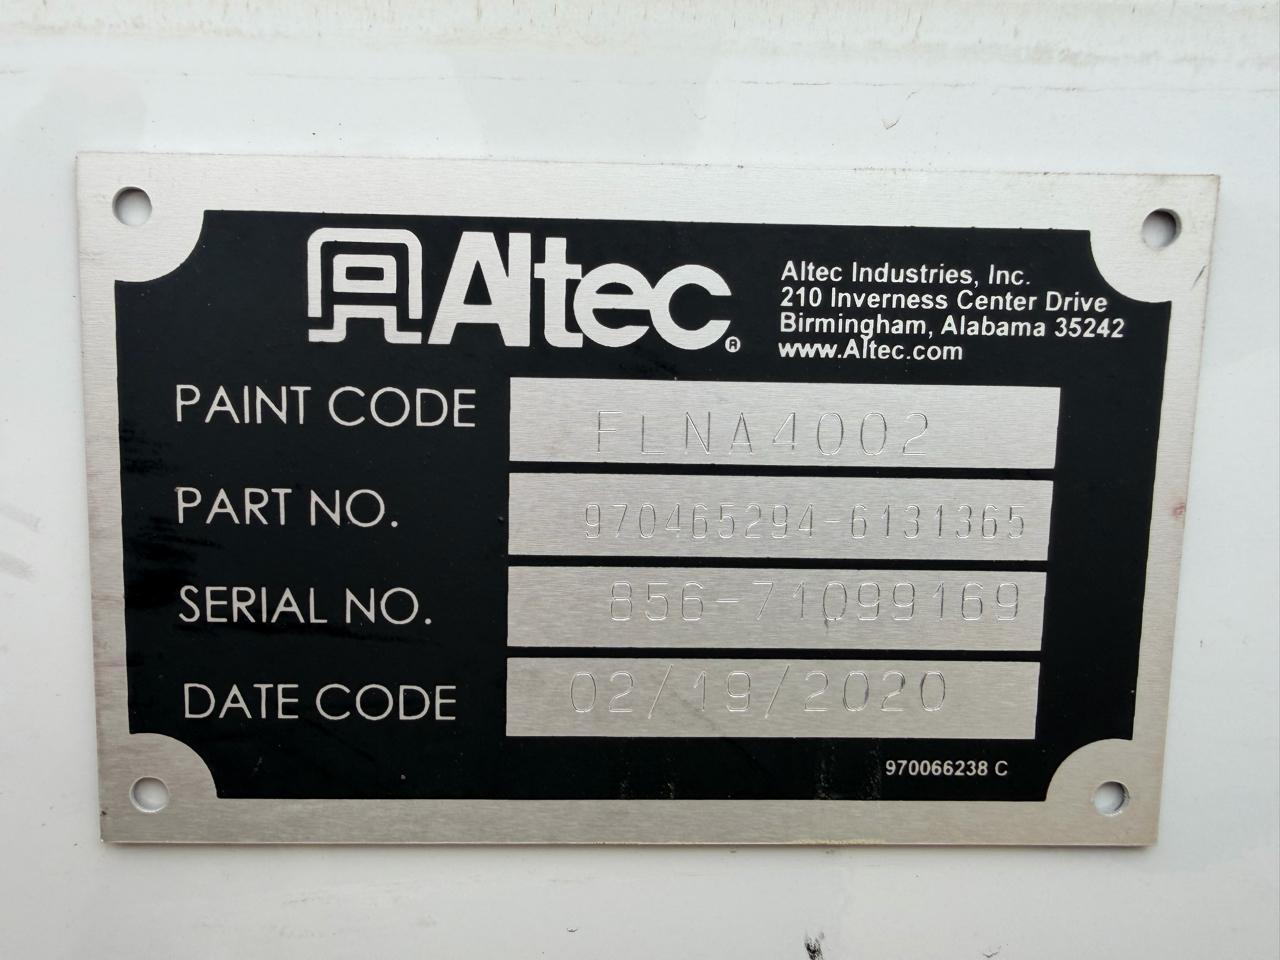 Altec®
Altec Industries, Inc.
210 Inverness Center Drive
Birmingham, Alabama 35242
www.Altec.com
PAINT CODE FLNA4002
PART NO. 970465294-6131365
SERIAL NO. 856-71099169
DATE CODE 02/19/2020
970066238 C